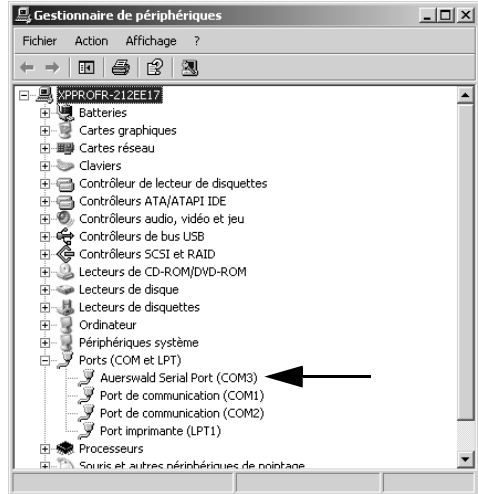 Gestionnaire de périphériques
Fichier Action Affichage ?
XPPROFR-212EE17
Batteries
Cartes graphiques
Cartes réseau
Claviers
Contrôleur de lecteur de disquettes
Contrôleurs ATA/ATAPI IDE
Contrôleurs audio, vidéo et jeu
Contrôleurs de bus USB
Contrôleurs SCSI et RAID
Lecteurs de CD-ROM/DVD-ROM
Lecteurs de disque
Lecteurs de disquettes
Ordinateur
Périphériques système
Ports (COM et LPT)
Auerswald Serial Port (COM3)
Port de communication (COM1)
Port de communication (COM2)
Port imprimante (LPT1)
Processeurs
Souris et autres périphériques de pointage